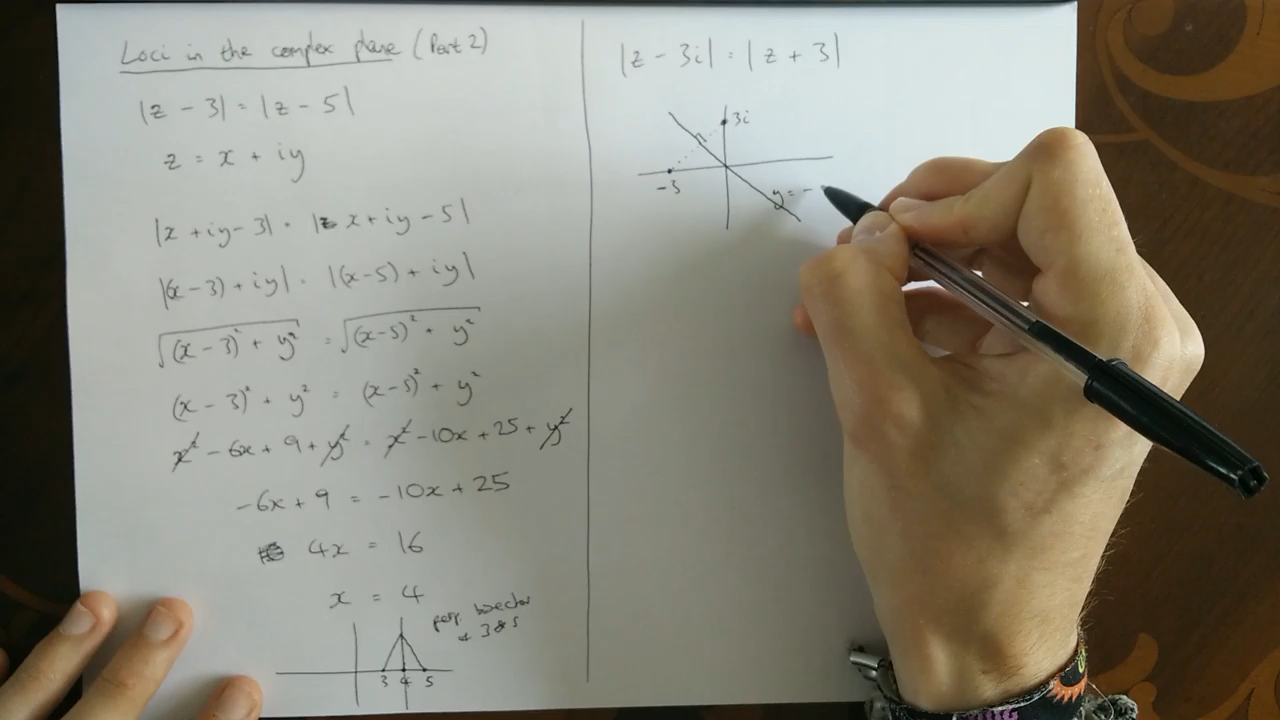 Loci in the complex plane (Part 2)
|z - 3| = |z - 5|
z = x + iy
|x + iy - 3| = |x + iy - 5|
|(x - 3) + iy| = |(x - 5) + iy|
√((x - 3)² + y²) = √((x - 5)² + y²)
(x - 3)² + y² = (x - 5)² + y²
x² - 6x + 9 + y² = x² - 10x + 25 + y²
-6x + 9 = -10x + 25
4x = 16
x = 4
perp. bisector
of 3 & 5
3 4 5
|z - 3i| = |z + 3|
3i
-3
y = -